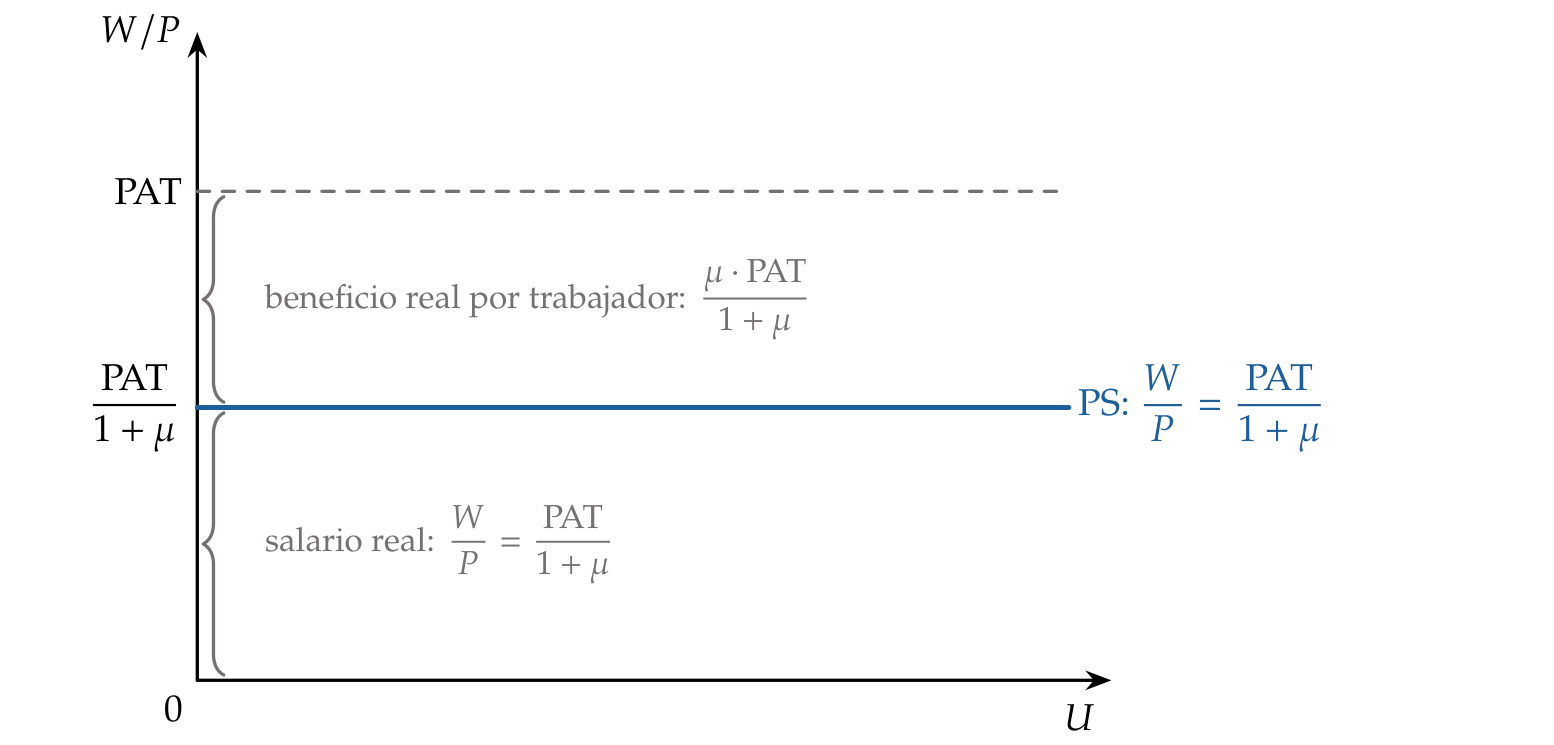 W/P
PAT
beneficio real por trabajador: μ · PAT / 1 + μ
PAT / 1 + μ
PS: W / P = PAT / 1 + μ
salario real: W / P = PAT / 1 + μ
0
U